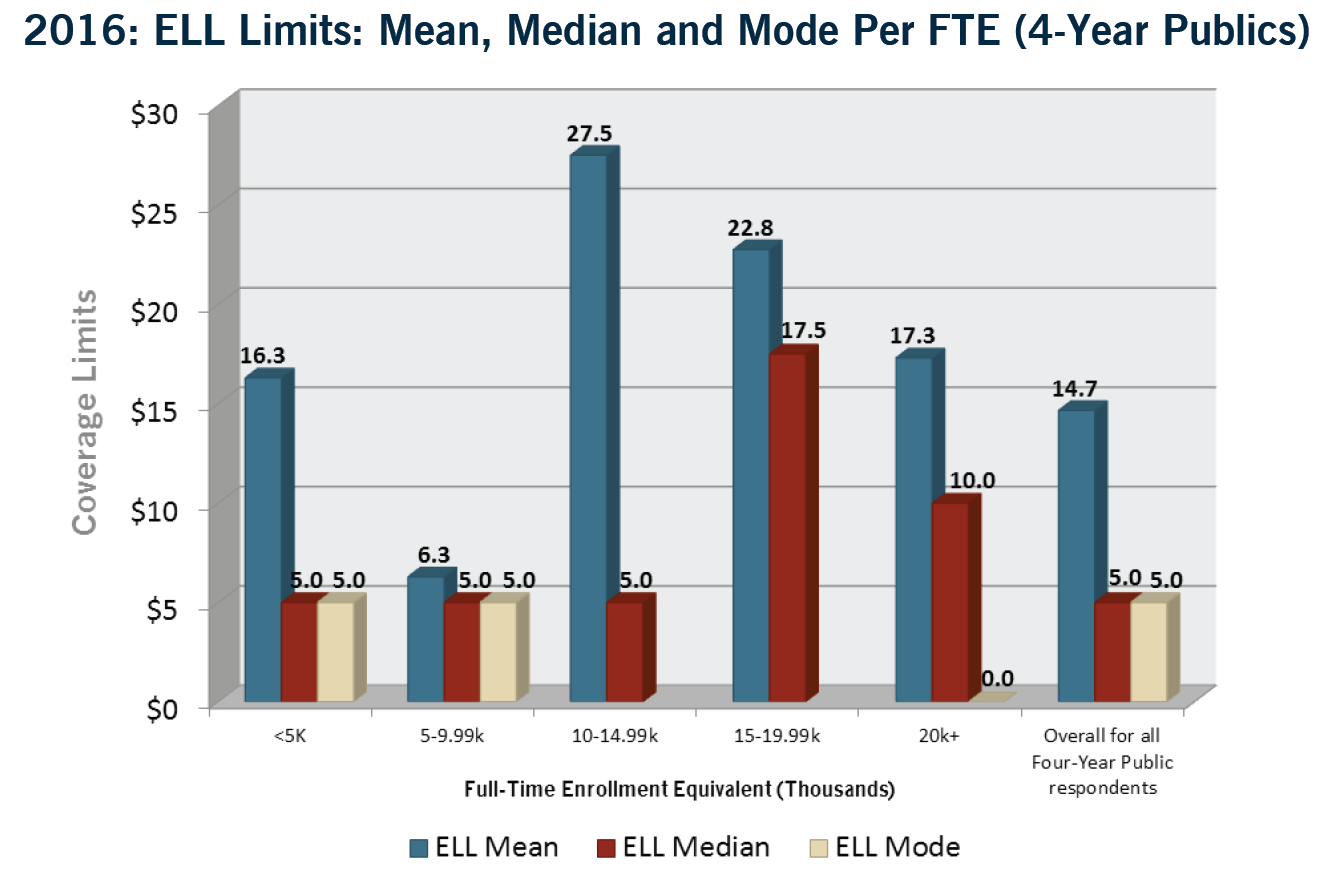 2016: ELL Limits: Mean, Median and Mode Per FTE (4-Year Publics)
$30
$25
$20
$15
$10
$5
$0
Coverage Limits
16.3
5.0
5.0
6.3
5.0
5.0
27.5
5.0
22.8
17.5
17.3
10.0
0.0
14.7
5.0
5.0
<5K
5-9.99k
10-14.99k
15-19.99k
20k+
Overall for all
Four-Year Public
respondents
Full-Time Enrollment Equivalent (Thousands)
ELL Mean
ELL Median
ELL Mode